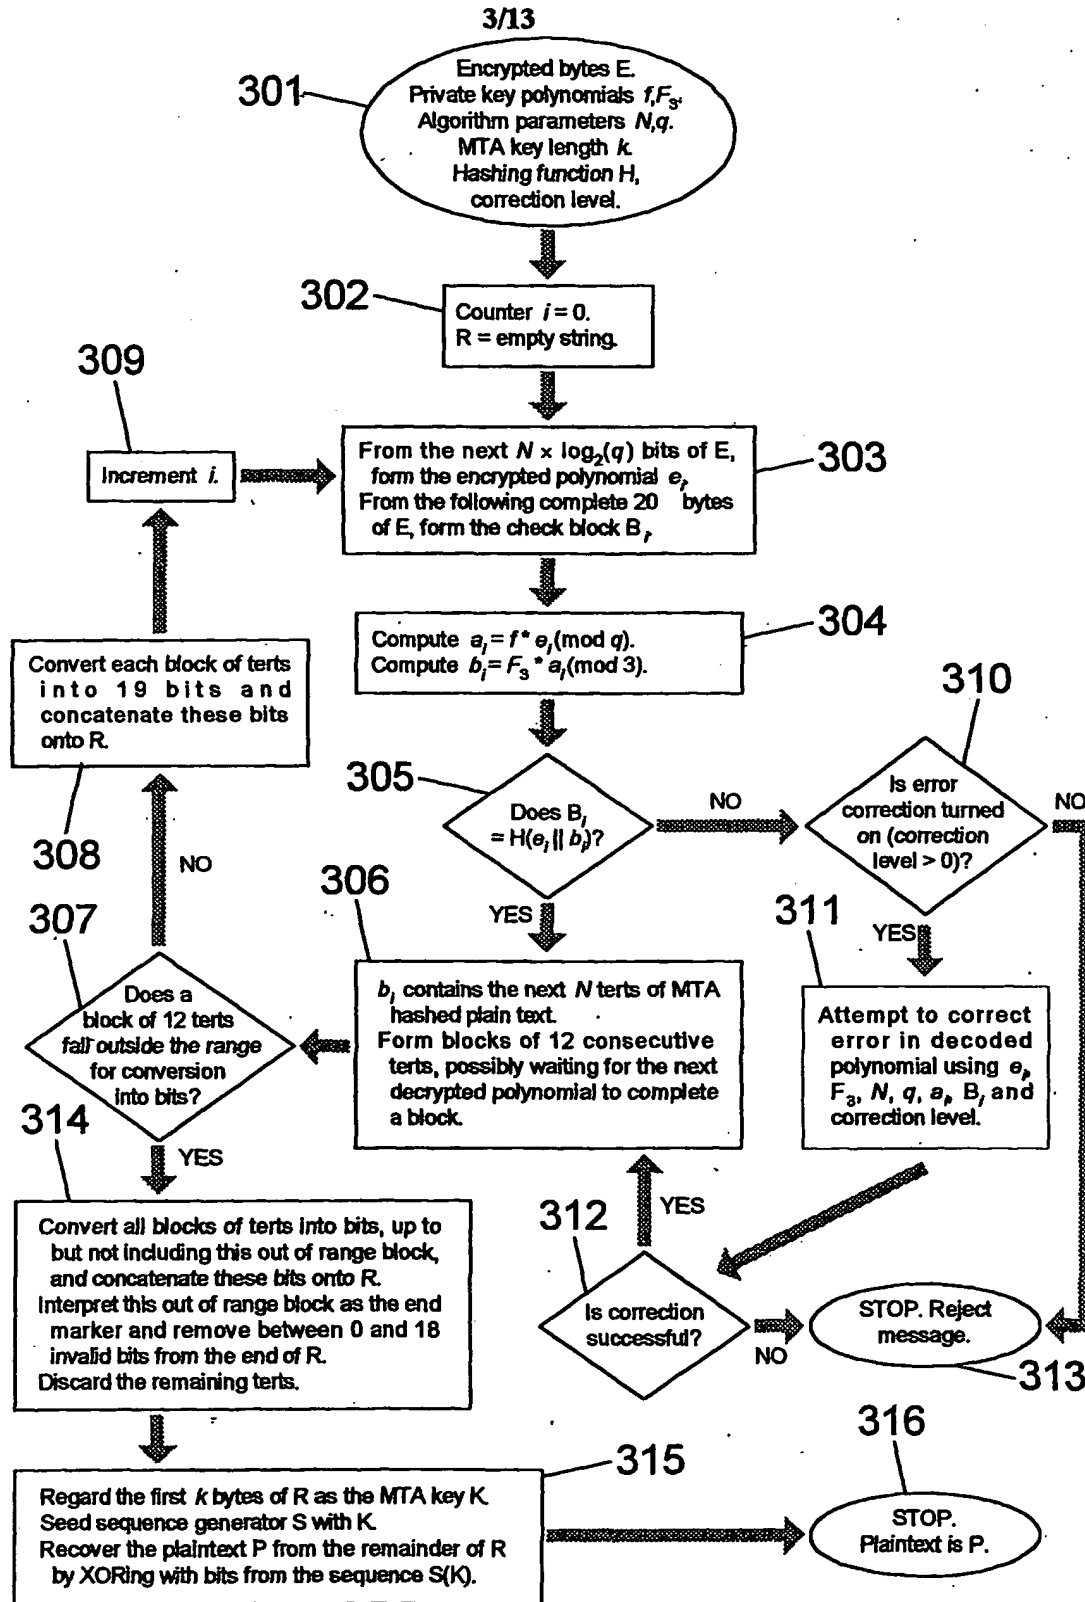 3/13
301
Encrypted bytes E.
Private key polynomials f,F₃.
Algorithm parameters N,q.
MTA key length k.
Hashing function H,
correction level.
302
Counter i = 0.
R = empty string.
309
Increment i.
303
From the next N × log₂(q) bits of E,
form the encrypted polynomial eᵢ.
From the following complete 20 bytes
of E, form the check block Bᵢ.
304
Compute aᵢ = f * eᵢ (mod q).
Compute bᵢ = F₃ * aᵢ (mod 3).
Convert each block of terts
into 19 bits and
concatenate these bits
onto R.
308
NO
305
Does Bᵢ
= H(eᵢ || bᵢ)?
NO
YES
310
Is error
correction turned
on (correction
level > 0)?
NO
YES
306
bᵢ contains the next N terts of MTA
hashed plain text.
Form blocks of 12 consecutive
terts, possibly waiting for the next
decrypted polynomial to complete
a block.
307
Does a
block of 12 terts
fall outside the range
for conversion
into bits?
YES
311
Attempt to correct
error in decoded
polynomial using eᵢ,
F₃, N, q, aᵢ, Bᵢ and
correction level.
314
Convert all blocks of terts into bits, up to
but not including this out of range block,
and concatenate these bits onto R.
Interpret this out of range block as the end
marker and remove between 0 and 18
invalid bits from the end of R.
Discard the remaining terts.
312
YES
Is correction
successful?
NO
STOP. Reject
message.
313
315
Regard the first k bytes of R as the MTA key K.
Seed sequence generator S with K.
Recover the plaintext P from the remainder of R
by XORing with bits from the sequence S(K).
316
STOP.
Plaintext is P.